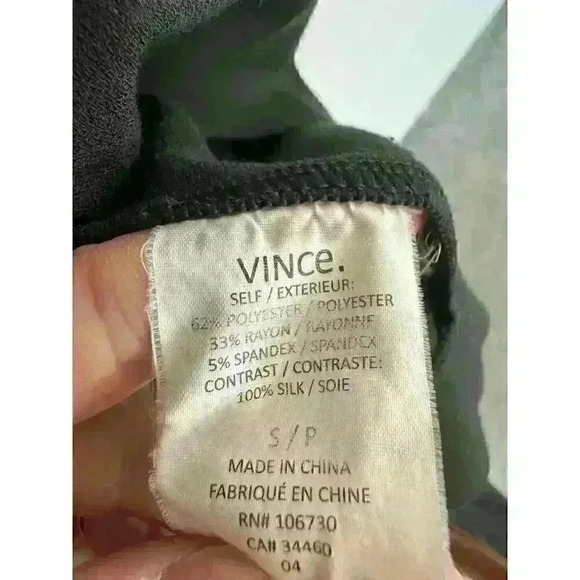 VINCe.
SELF / EXTERIEUR:
62% POLYESTER / POLYESTER
33% RAYON / RAYONNE
5% SPANDEX / SPANDEX
CONTRAST / CONTRASTE:
100% SILK / SOIE
S / P
MADE IN CHINA
FABRIQUÉ EN CHINE
RN# 106730
CA# 34460
04